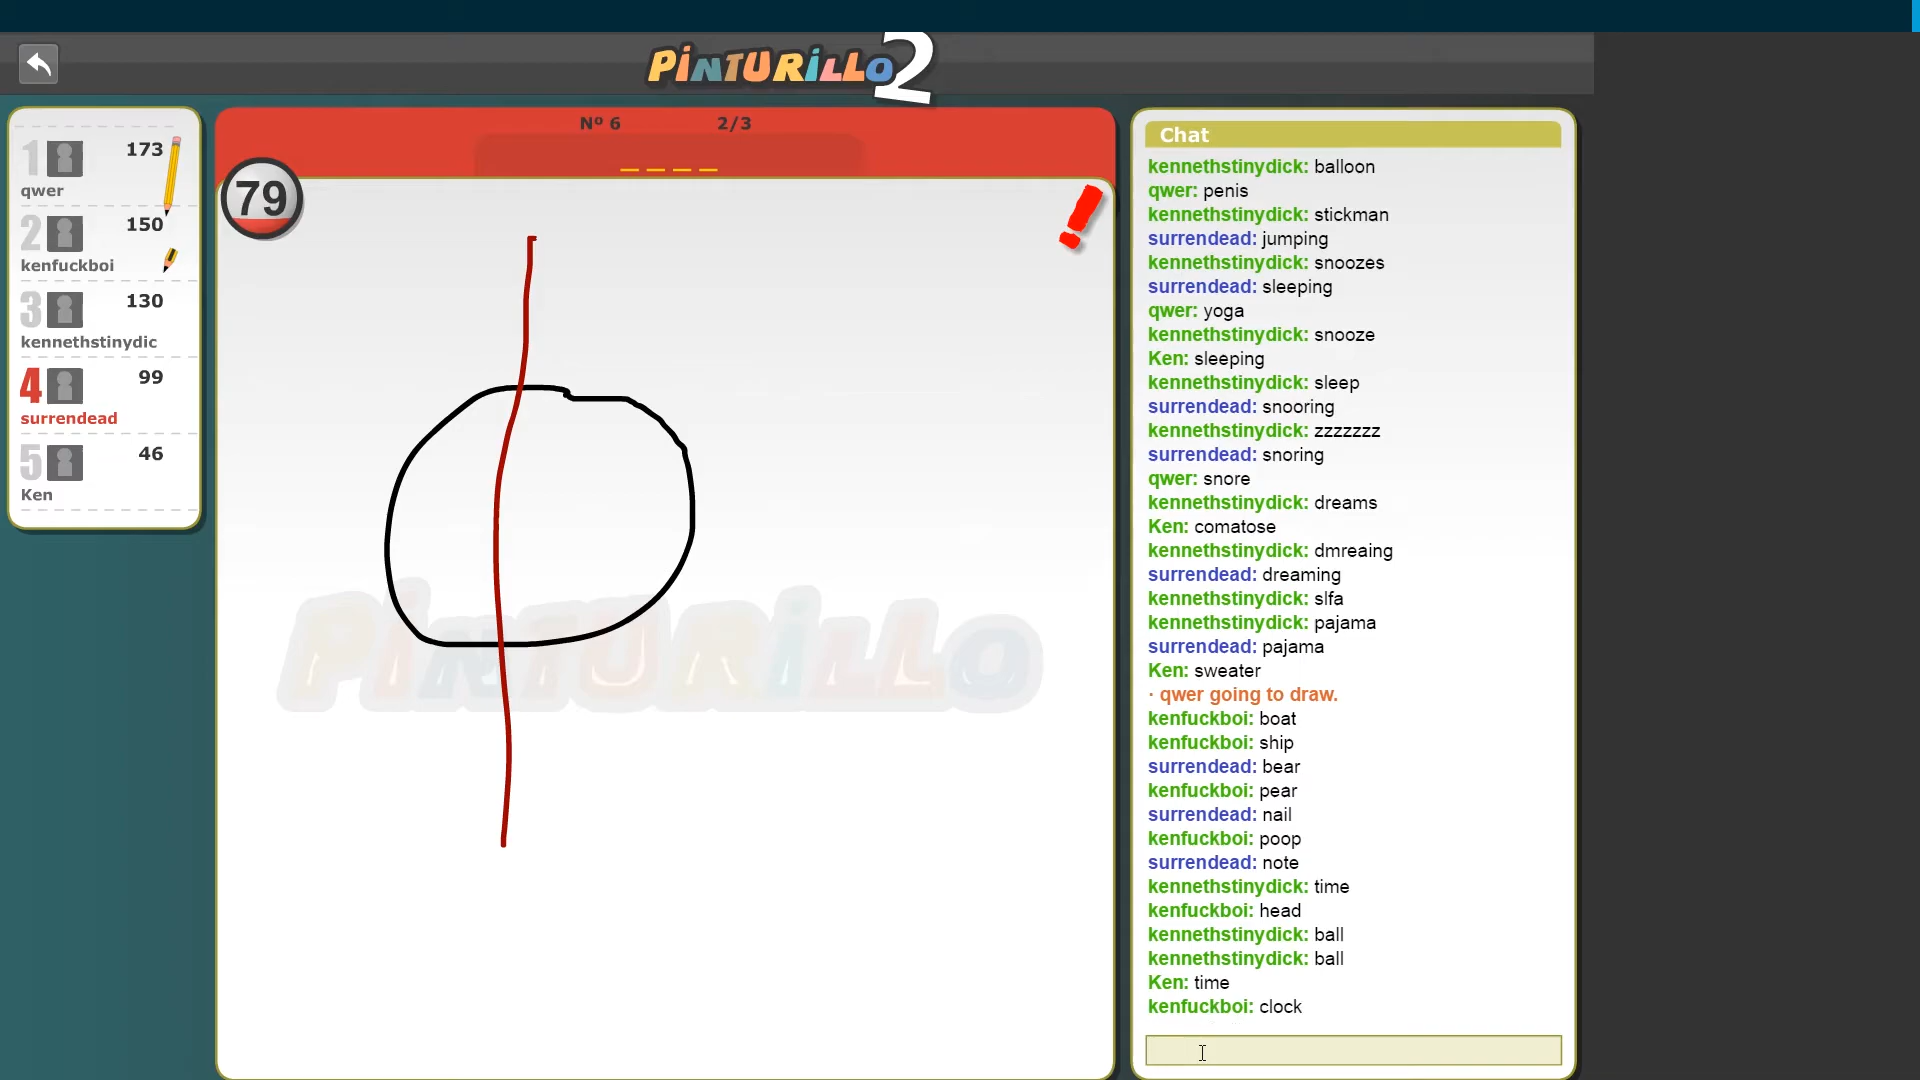 PINTURILLO 2
1 173
qwer
2 150
kenfuckboi
3 130
kennethstinydic
4 99
surrendead
5 46
Ken
Nº 6 2/3
_ _ _ _
79
!
PINTURILLO
Chat
kennethstinydick: balloon
qwer: penis
kennethstinydick: stickman
surrendead: jumping
kennethstinydick: snoozes
surrendead: sleeping
qwer: yoga
kennethstinydick: snooze
Ken: sleeping
kennethstinydick: sleep
surrendead: snooring
kennethstinydick: zzzzzzz
surrendead: snoring
qwer: snore
kennethstinydick: dreams
Ken: comatose
kennethstinydick: dmreaing
surrendead: dreaming
kennethstinydick: slfa
kennethstinydick: pajama
surrendead: pajama
Ken: sweater
· qwer going to draw.
kenfuckboi: boat
kenfuckboi: ship
surrendead: bear
kenfuckboi: pear
surrendead: nail
kenfuckboi: poop
surrendead: note
kennethstinydick: time
kenfuckboi: head
kennethstinydick: ball
kennethstinydick: ball
Ken: time
kenfuckboi: clock